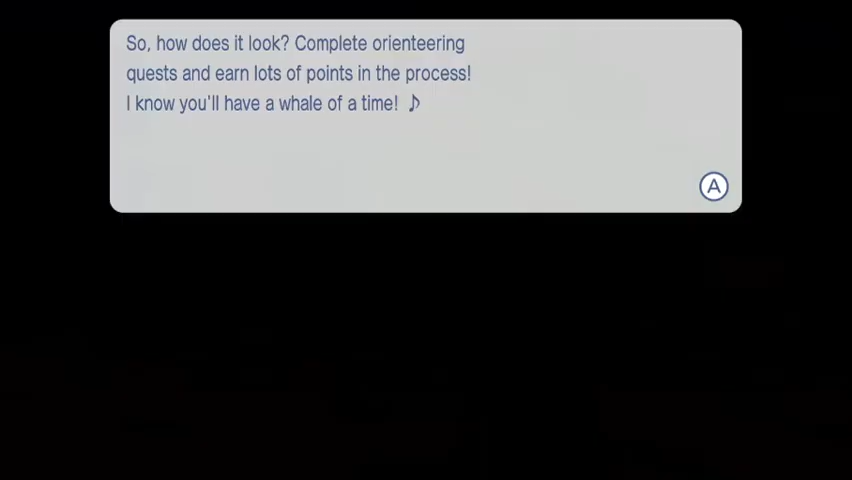 So, how does it look? Complete orienteering
quests and earn lots of points in the process!
I know you'll have a whale of a time! ♪
A